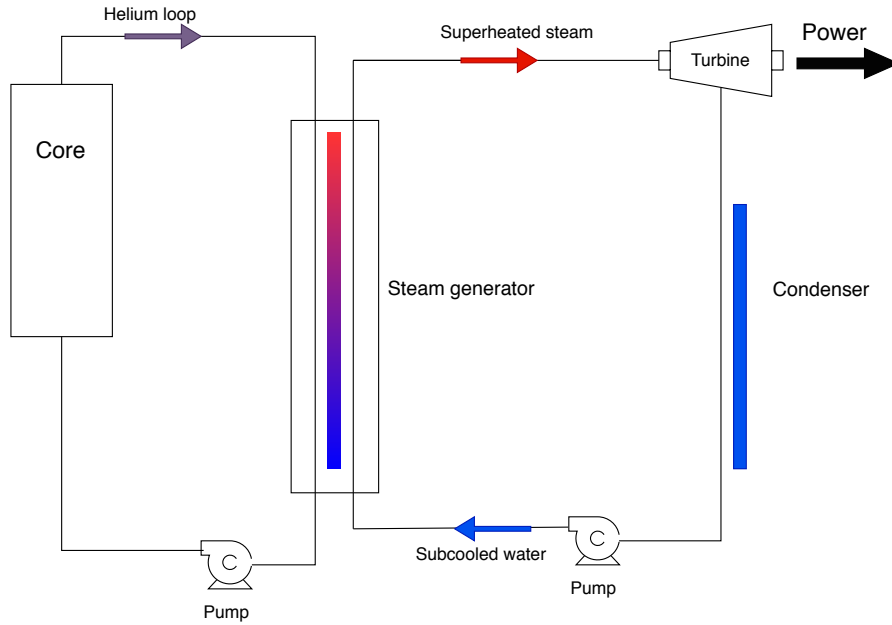 Helium loop
Superheated steam
Power
Turbine
Core
Steam generator
Condenser
C
C
Subcooled water
Pump
Pump